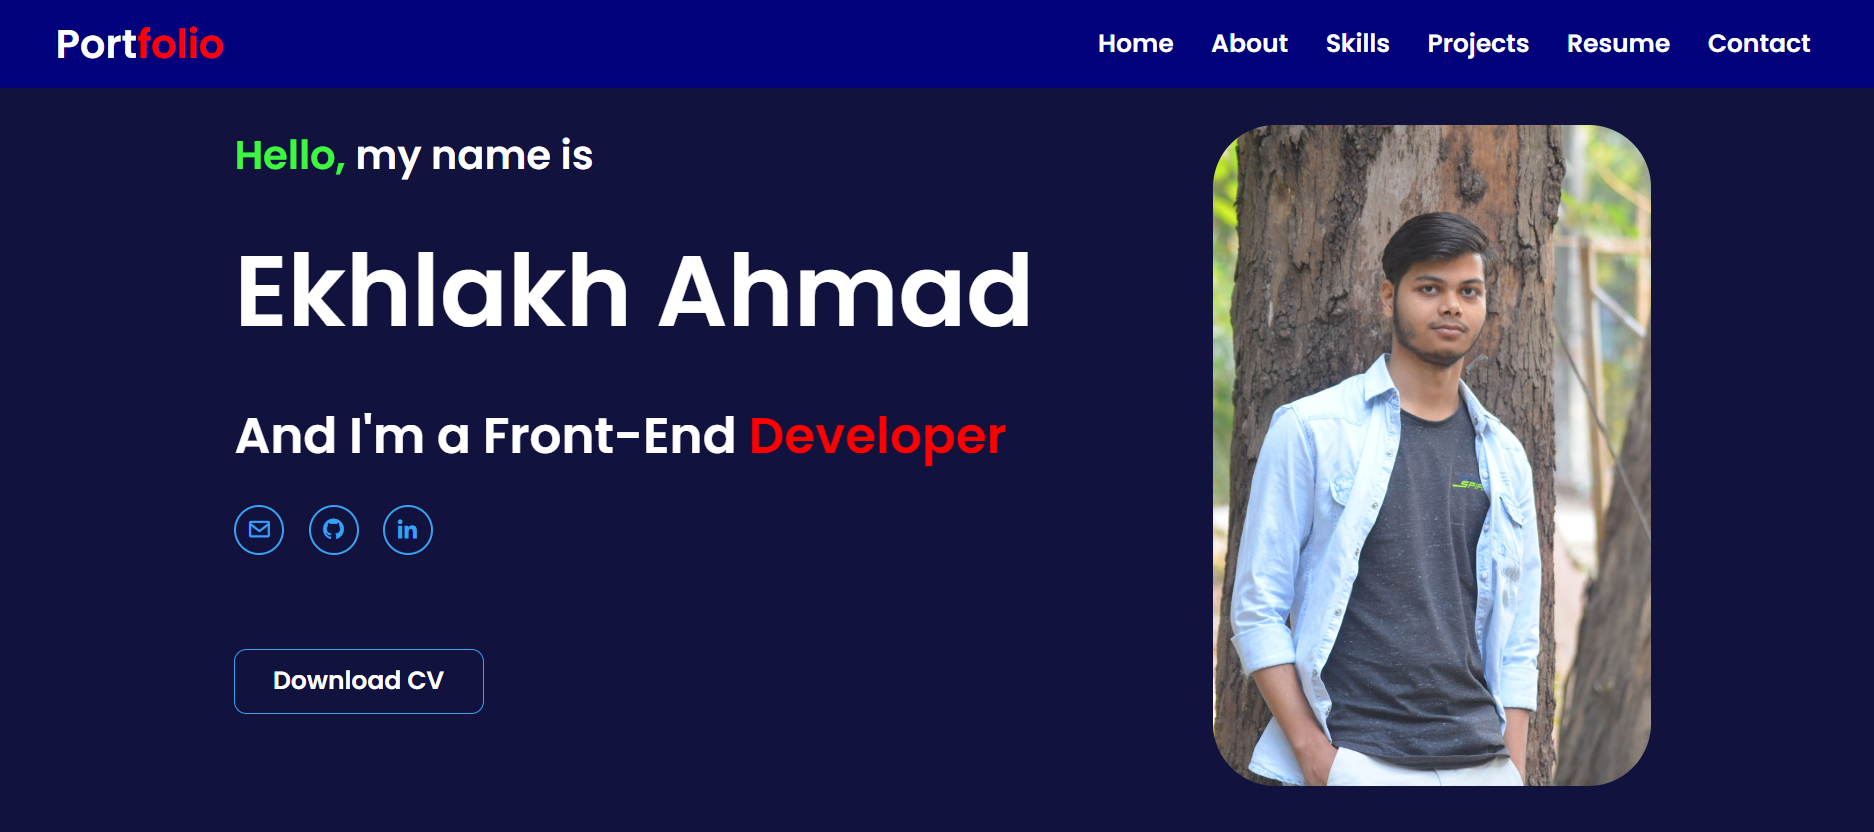 Portfolio
Home About Skills Projects Resume Contact
Hello, my name is
Ekhlakh Ahmad
And I'm a Front-End Developer
in
Download CV